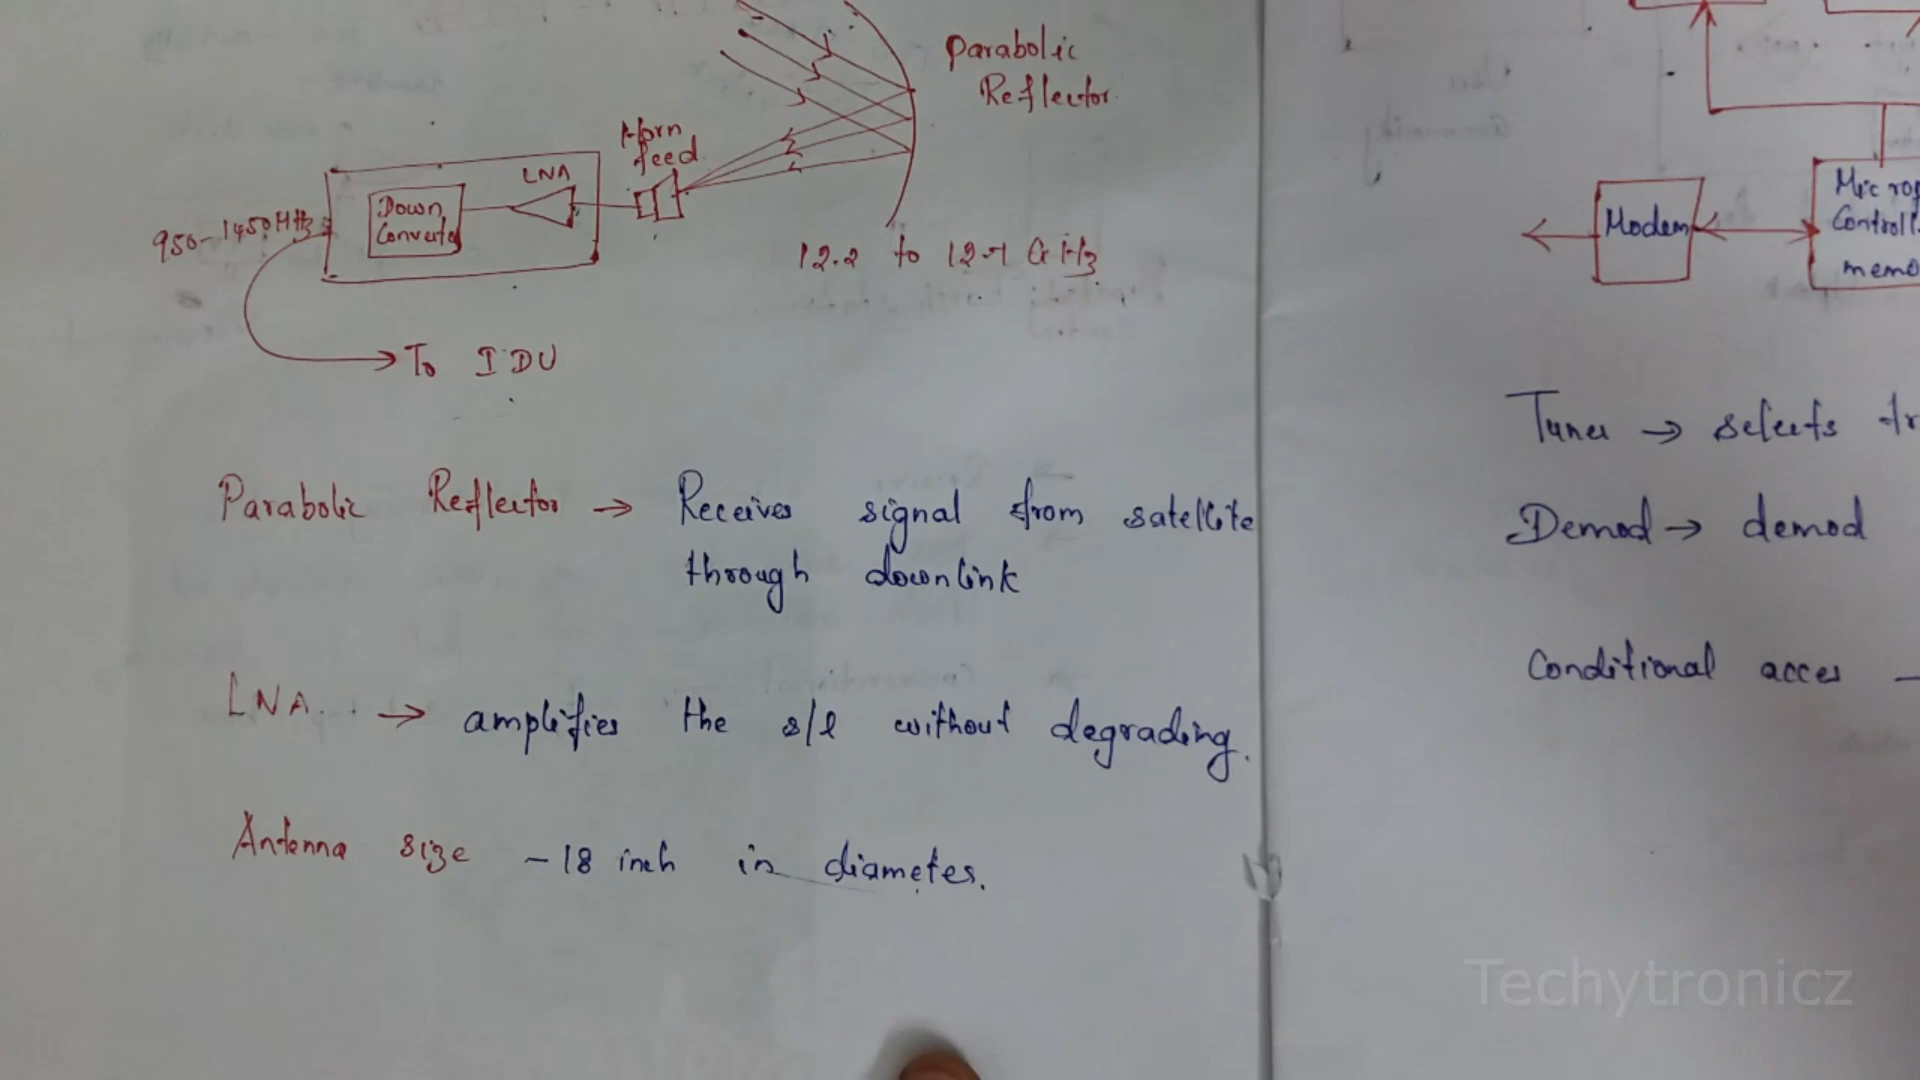 Parabolic
Reflector
Horn
feed
LNA
Down
Converter
950-1450MHz
12.2 to 12.7 GHz
To IDU
Parabolic Reflector → Receives signal from satellite
through downlink
LNA → amplifies the s/l without degrading.
Antenna size - 18 inch in diameter.
Modem
Microp
Controll
memo
Tuner → selects tr
Demod → demod
Conditional acces –
Techytronicz